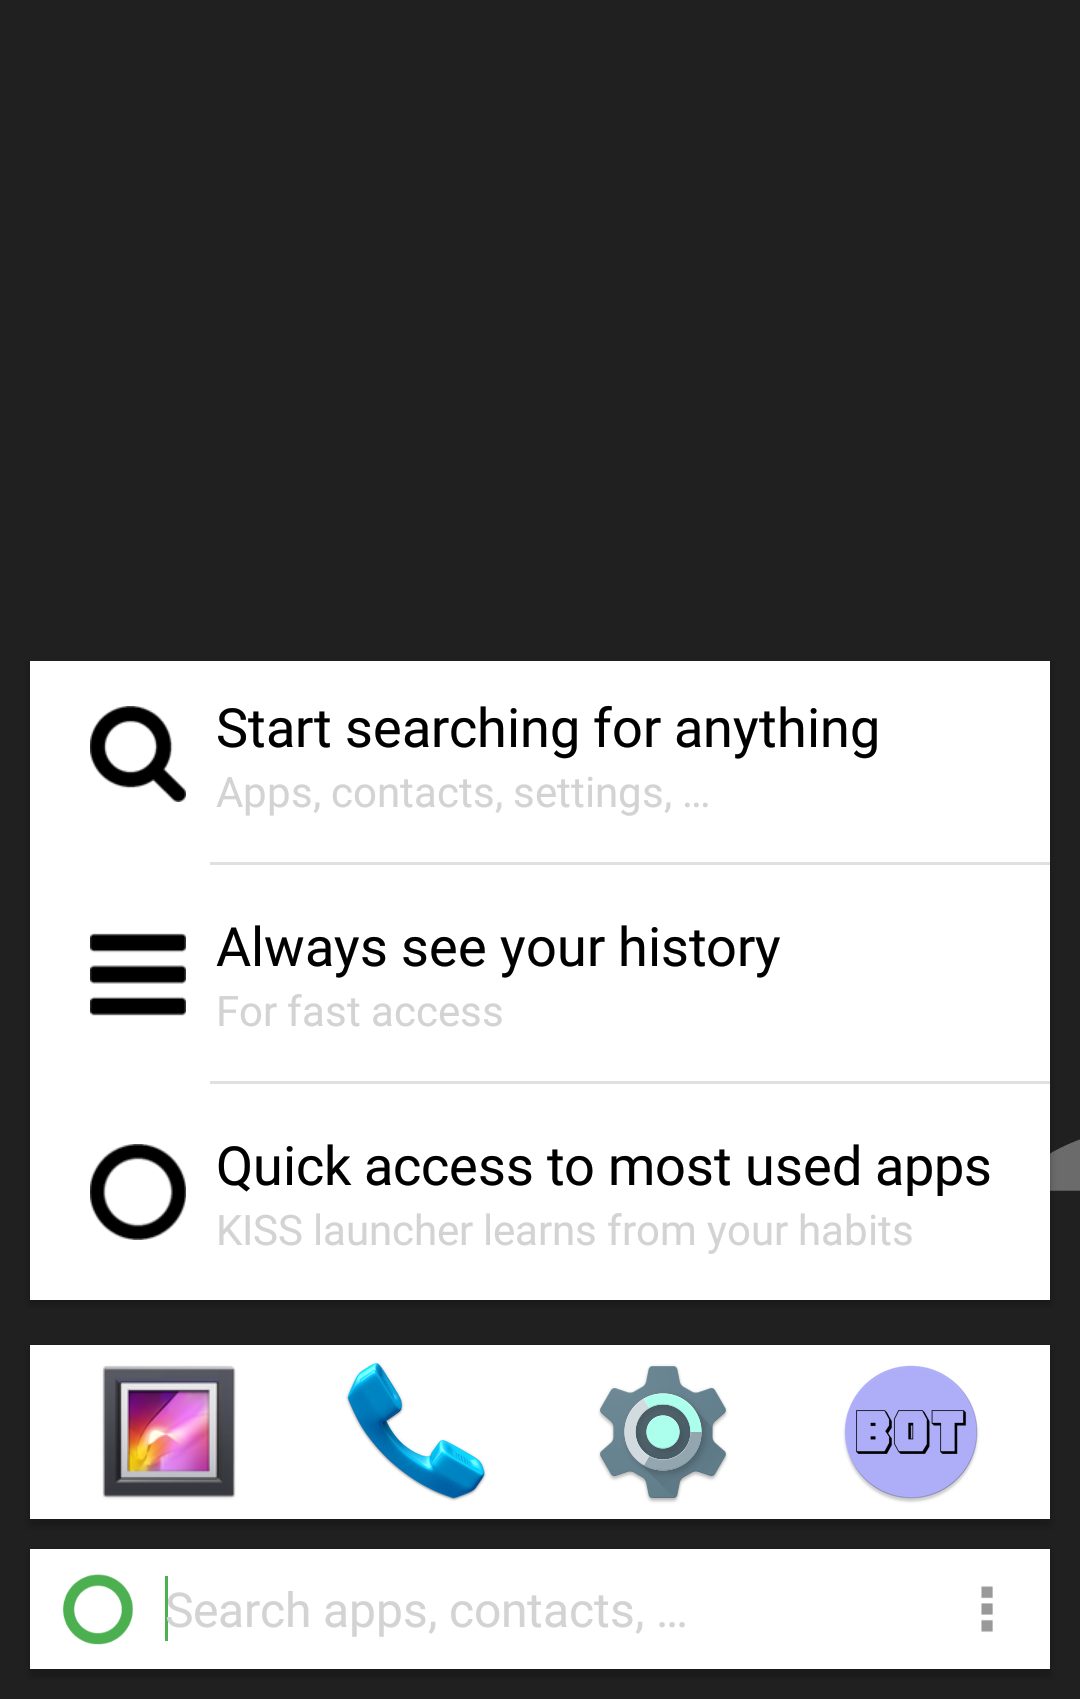 Start searching for anything
Apps, contacts, settings, …
Always see your history
For fast access
Quick access to most used apps
KISS launcher learns from your habits
BOT
Search apps, contacts, …